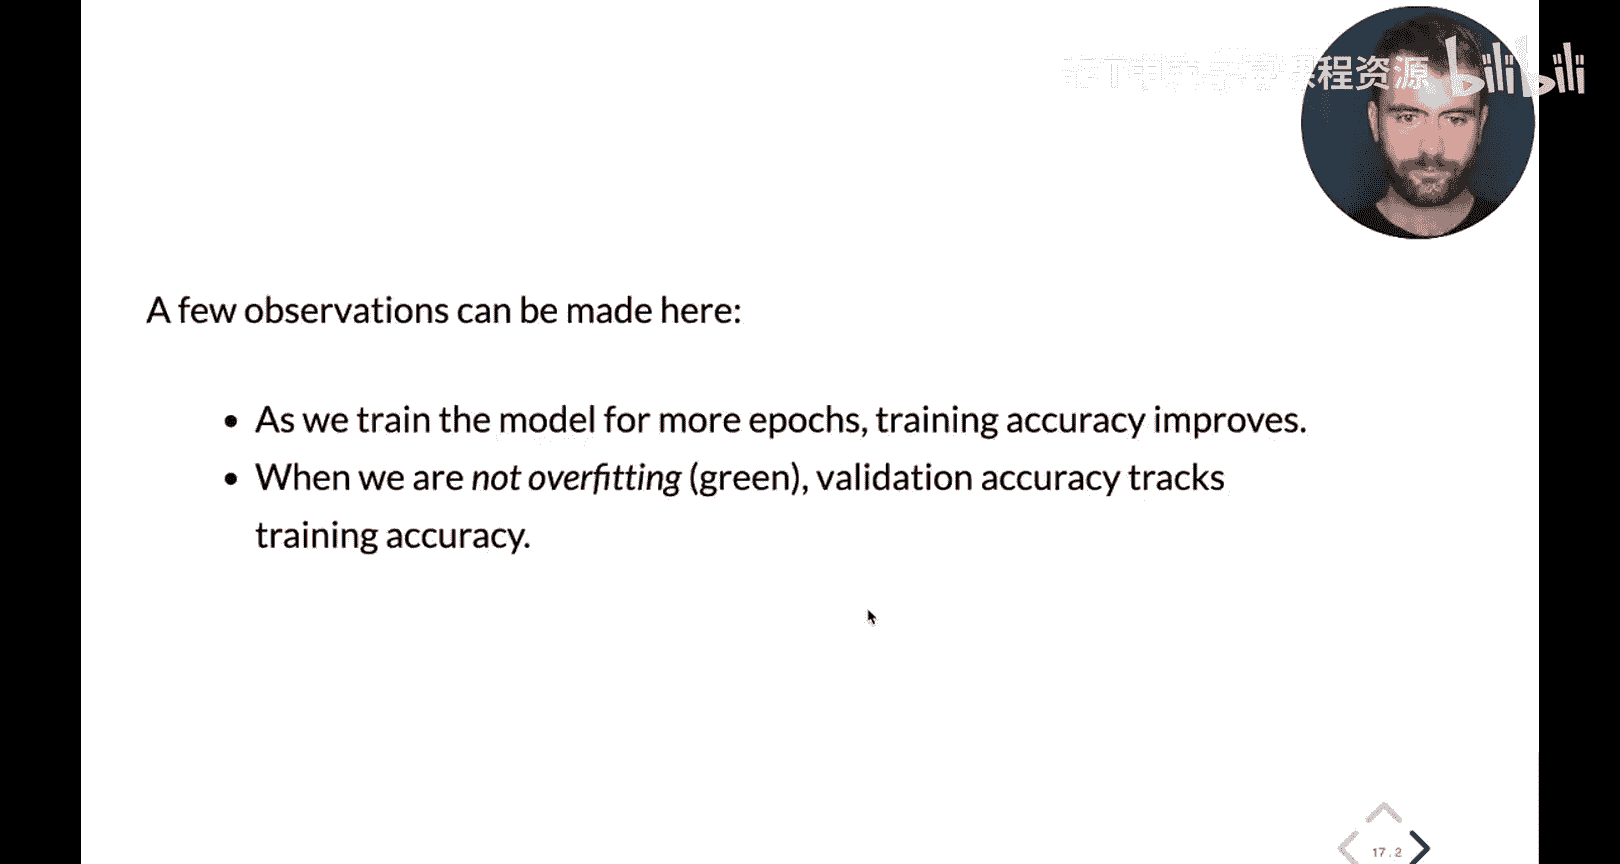 程资源 bilibili
A few observations can be made here:
As we train the model for more epochs, training accuracy improves.
When we are not overfitting (green), validation accuracy tracks
training accuracy.
17.2